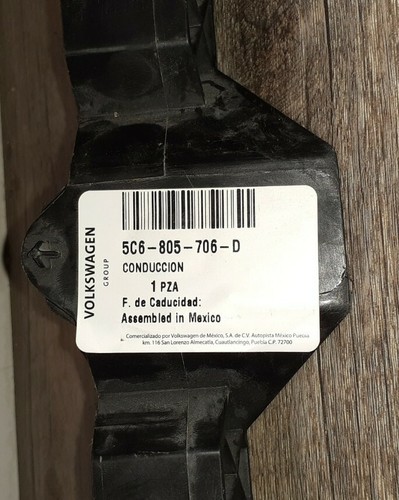 VOLKSWAGEN
GROUP
5C6-805-706-D
CONDUCCION
1 PZA
F. de Caducidad:
Assembled in Mexico
Comercializado por Volkswagen de México, S.A. de C.V. Autopista México Puebla
km. 116 San Lorenzo Almecatla, Cuautlancingo, Puebla C.P. 72700